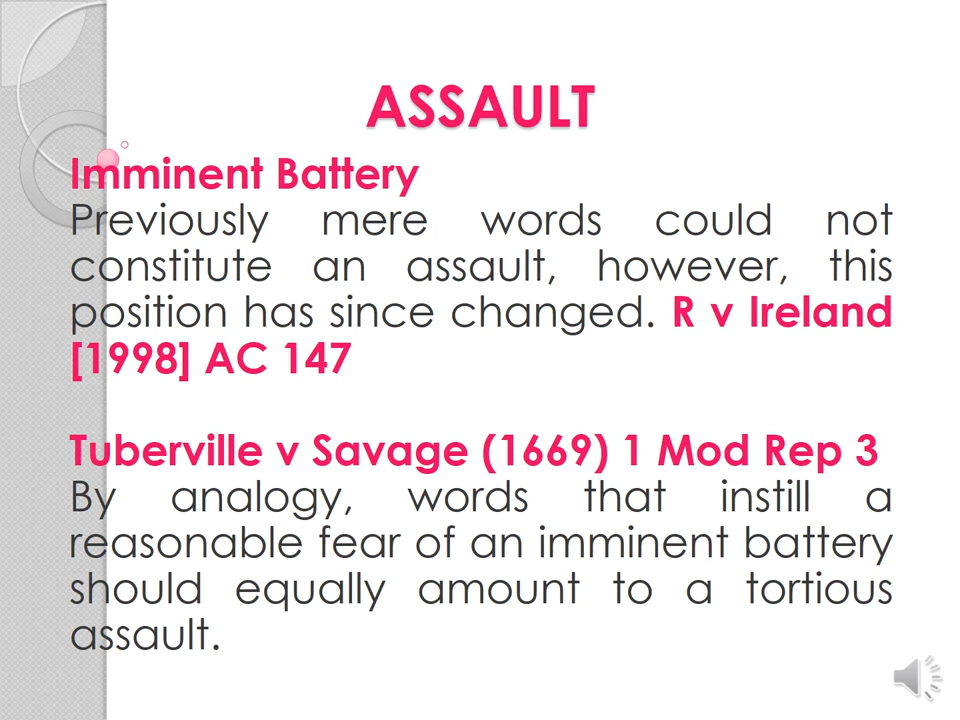 ASSAULT
Imminent Battery
Previously mere words could not
constitute an assault, however, this
position has since changed. R v Ireland
[1998] AC 147
Tuberville v Savage (1669) 1 Mod Rep 3
By analogy, words that instill a
reasonable fear of an imminent battery
should equally amount to a tortious
assault.